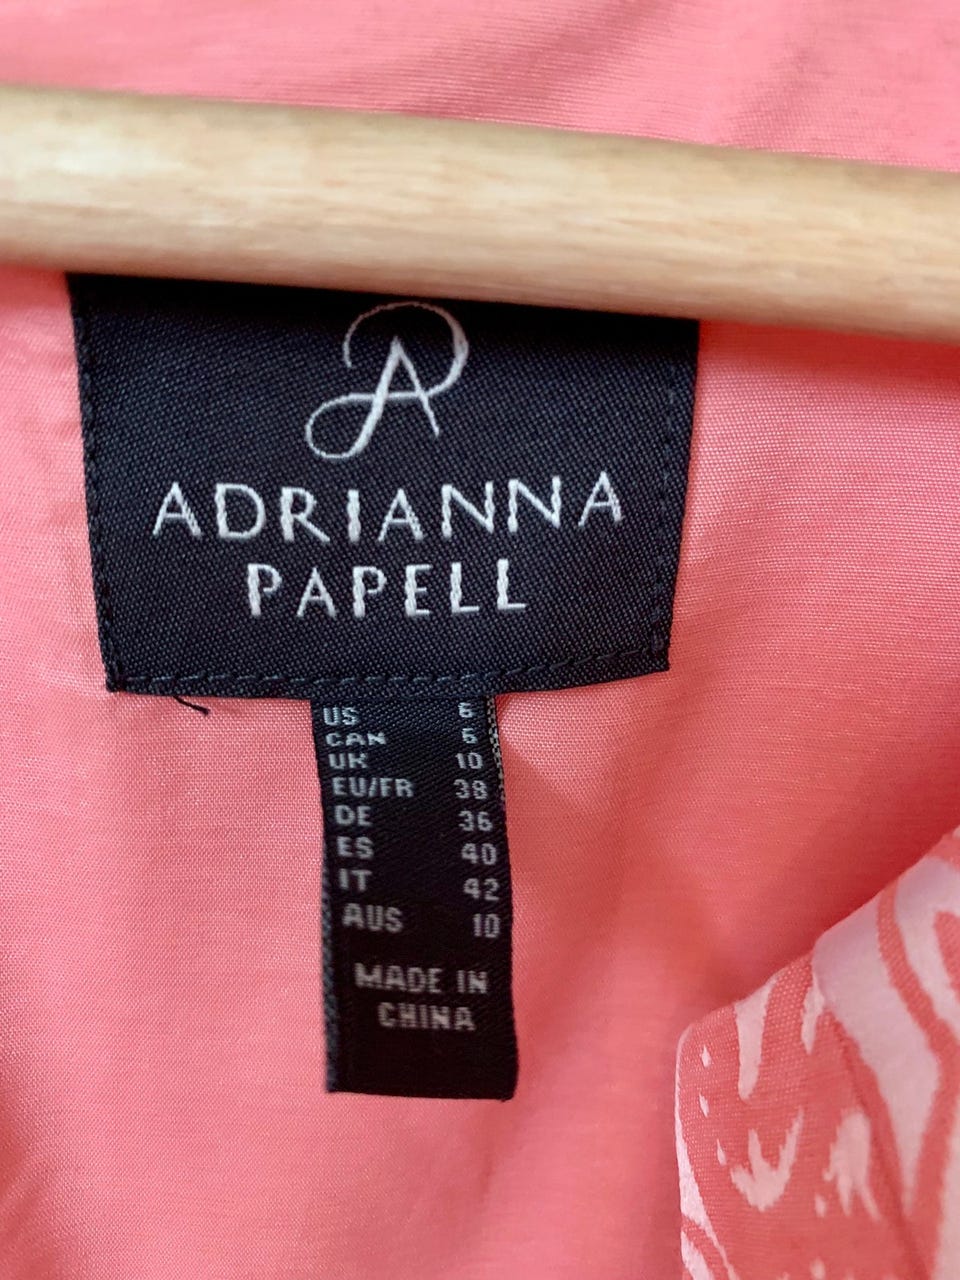 ADRIANNA
PAPELL
US 6
CAN 6
UK 10
EU/FR 38
DE 36
ES 40
IT 42
AUS 10
MADE IN
CHINA